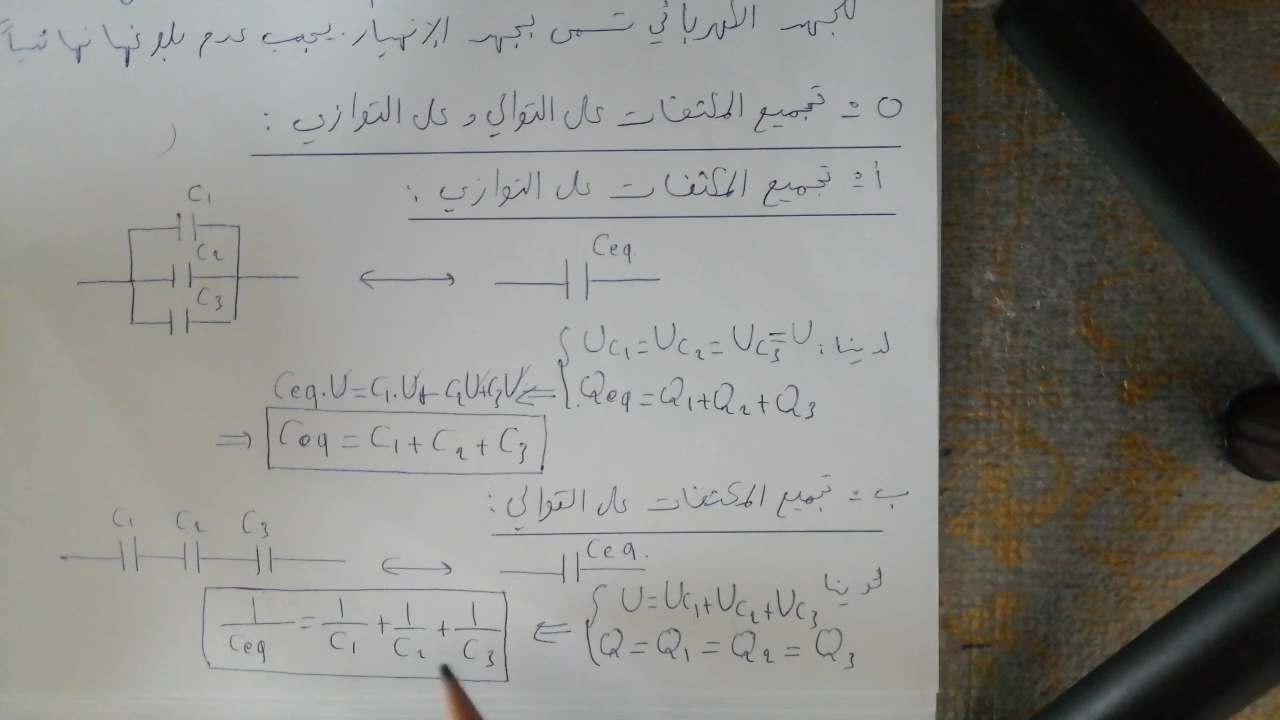 للجهد الكهربائي تسمى بجهد الإنهيار. يجب عدم بلوغها نهائياً
5 = تجميع المكثفات على التوالي و على التوازي :
أ = تجميع المكثفات على التوازي :
C1
C2
C3
Ceq.
لدينا : UC1 = UC2 = UC3 = U
Qeq = Q1 + Q2 + Q3
⇐ Ceq.U = C1.U + C2U + C3U
⇒ Ceq = C1 + C2 + C3
ب = تجميع المكثفات على التوالي :
C1 C2 C3
Ceq.
لدينا U = UC1 + UC2 + UC3
Q = Q1 = Q2 = Q3
⇐ 1/Ceq = 1/C1 + 1/C2 + 1/C3